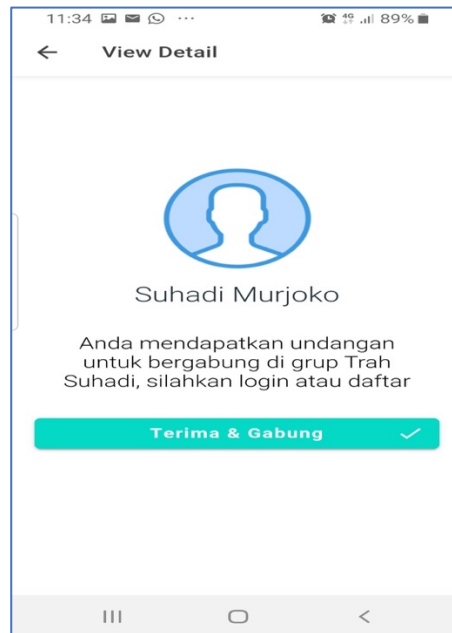 11:34 ... 4G 89%
View Detail
Suhadi Murjoko
Anda mendapatkan undangan
untuk bergabung di grup Trah
Suhadi, silahkan login atau daftar
Terima & Gabung